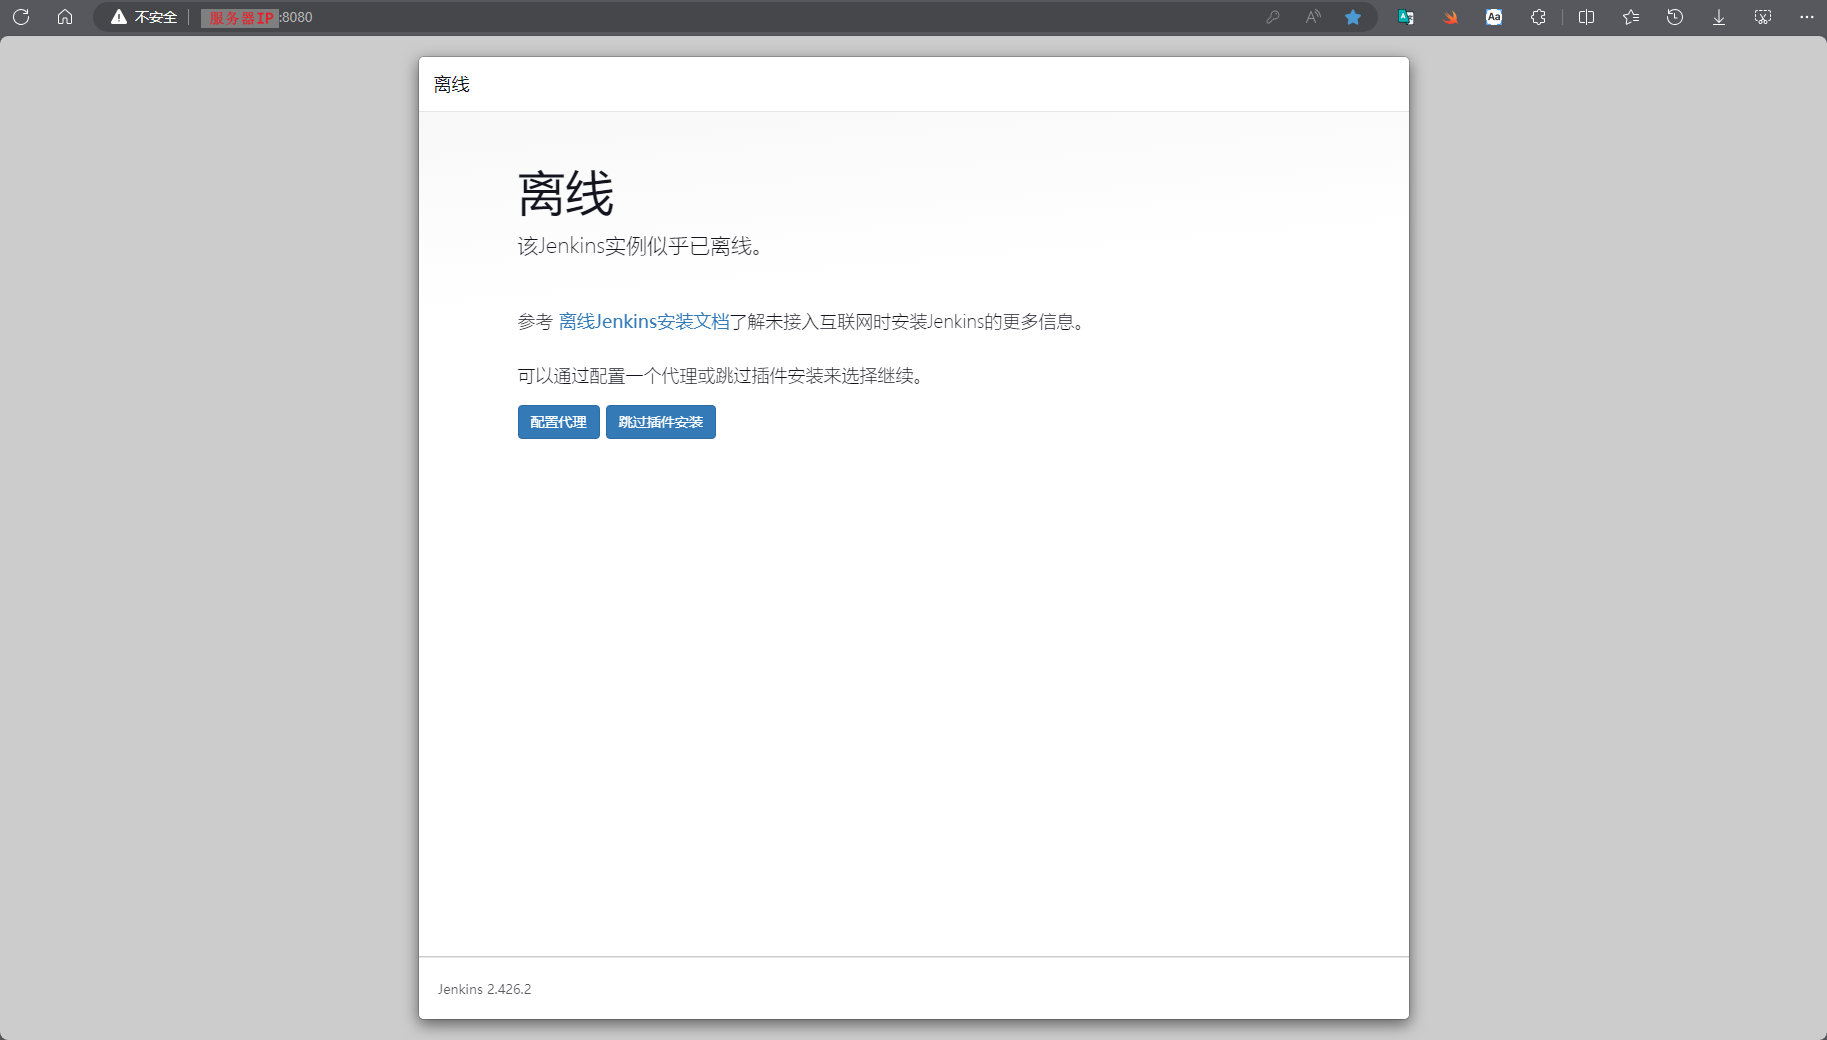 不安全 服务器IP:8080
离线
离线
该Jenkins实例似乎已离线。
参考 离线Jenkins安装文档了解未接入互联网时安装Jenkins的更多信息。
可以通过配置一个代理或跳过插件安装来选择继续。
配置代理 跳过插件安装
Jenkins 2.426.2